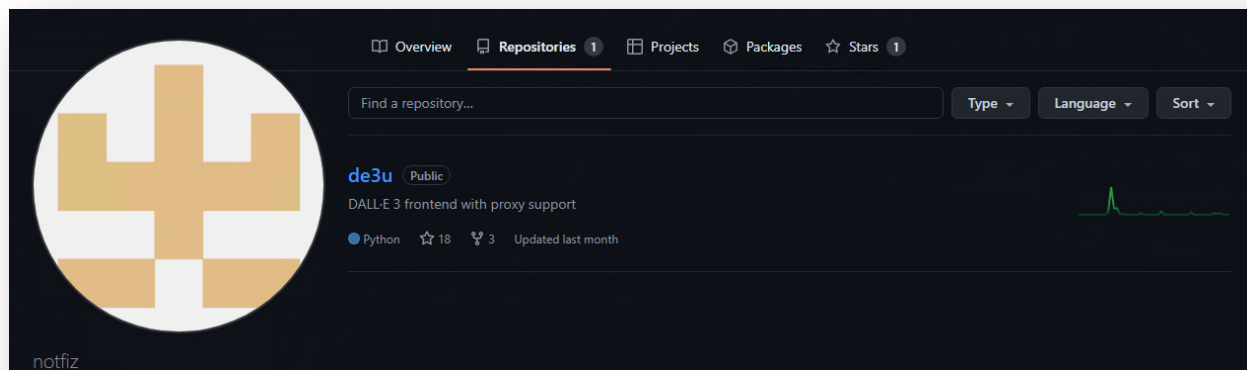 Overview Repositories 1 Projects Packages Stars 1
Find a repository... Type Language Sort
de3u Public
DALL·E 3 frontend with proxy support
Python 18 3 Updated last month
notfiz